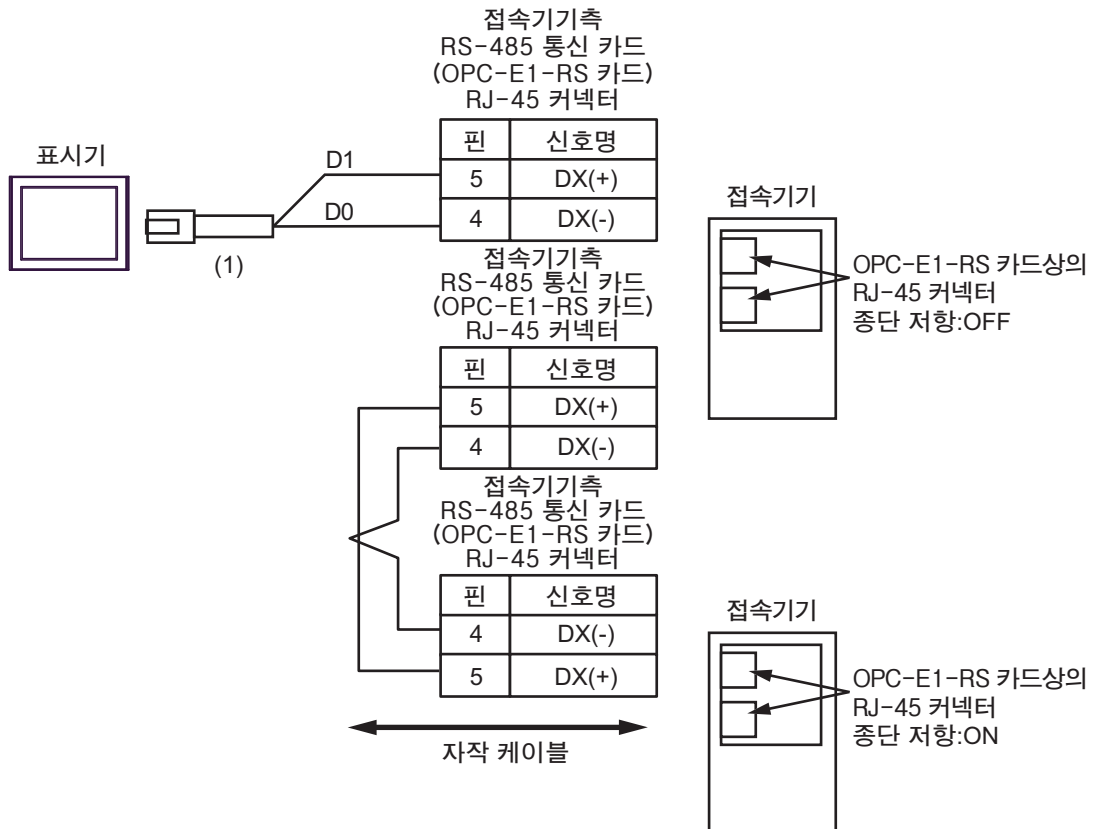 접속기기측
RS-485 통신 카드
(OPC-E1-RS 카드)
RJ-45 커넥터
표시기
핀 신호명
D1
5 DX(+)
D0
4 DX(-)
(1)
접속기기
OPC-E1-RS 카드상의
RJ-45 커넥터
종단 저항:OFF
접속기기측
RS-485 통신 카드
(OPC-E1-RS 카드)
RJ-45 커넥터
핀 신호명
5 DX(+)
4 DX(-)
접속기기측
RS-485 통신 카드
(OPC-E1-RS 카드)
RJ-45 커넥터
핀 신호명
4 DX(-)
5 DX(+)
자작 케이블
접속기기
OPC-E1-RS 카드상의
RJ-45 커넥터
종단 저항:ON